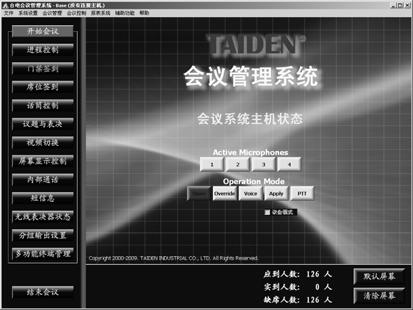 台电会议管理系统 - Base (没有连接主机)
文件 系统设置 会议管理 会议控制 报表系统 辅助功能 帮助
开始会议
进程控制
门禁签到
席位签到
话筒控制
议题与表决
视频切换
屏幕显示控制
内部通话
短信息
无线表决器状态
分组输出设置
多功能终端管理
结束会议
TAIDEN®
会议管理系统
会议系统主机状态
Active Microphones
1 2 3 4
Operation Mode
Override Voice Apply PTT
Copyright 2000-2009. TAIDEN INDUSTRIAL CO., LTD. All Rights Reserved.
应到人数: 126 人
实到人数: 0 人
缺席人数: 126 人
默认屏幕
清除屏幕